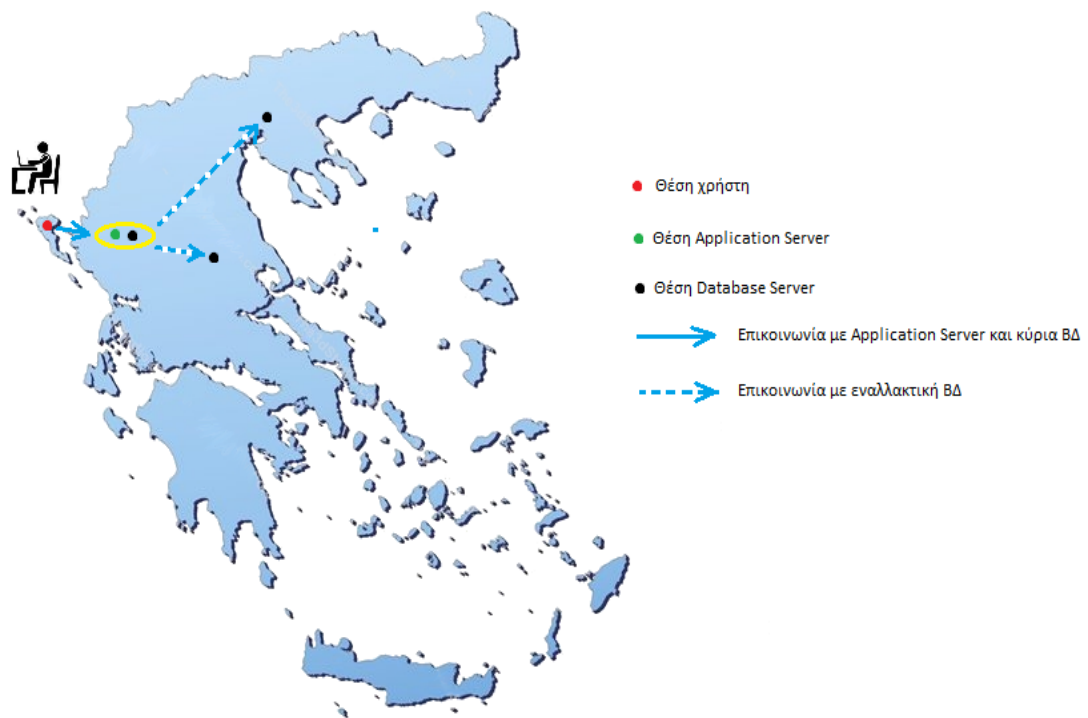 Θέση χρήστη
Θέση Application Server
Θέση Database Server
Επικοινωνία με Application Server και κύρια ΒΔ
Επικοινωνία με εναλλακτική ΒΔ